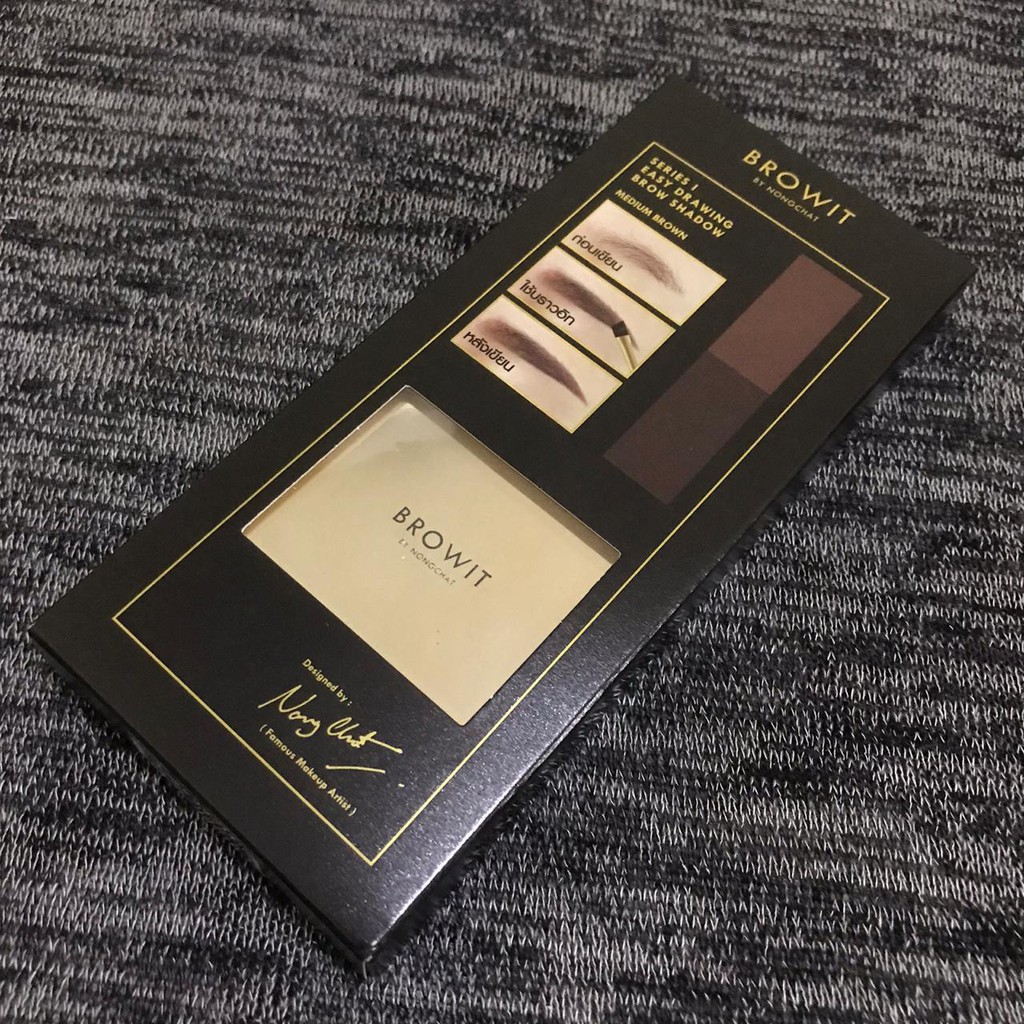 BROWIT
BY NONGCHAT
SERIES I
EASY DRAWING
BROW SHADOW
MEDIUM BROWN
ก่อนเขียน
ใช้บราวอิท
หลังเขียน
BROWIT
BY NONGCHAT
Designed by :
Nong Chat
( Famous Makeup Artist )